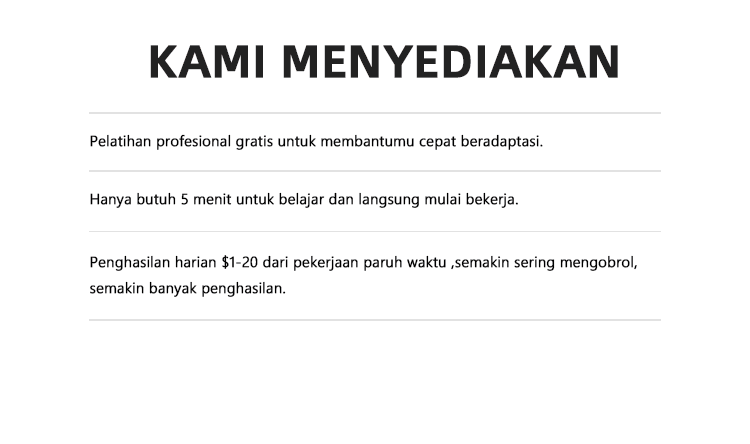 KAMI MENYEDIAKAN
Pelatihan profesional gratis untuk membantumu cepat beradaptasi.
Hanya butuh 5 menit untuk belajar dan langsung mulai bekerja.
Penghasilan harian $1-20 dari pekerjaan paruh waktu ,semakin sering mengobrol,
semakin banyak penghasilan.